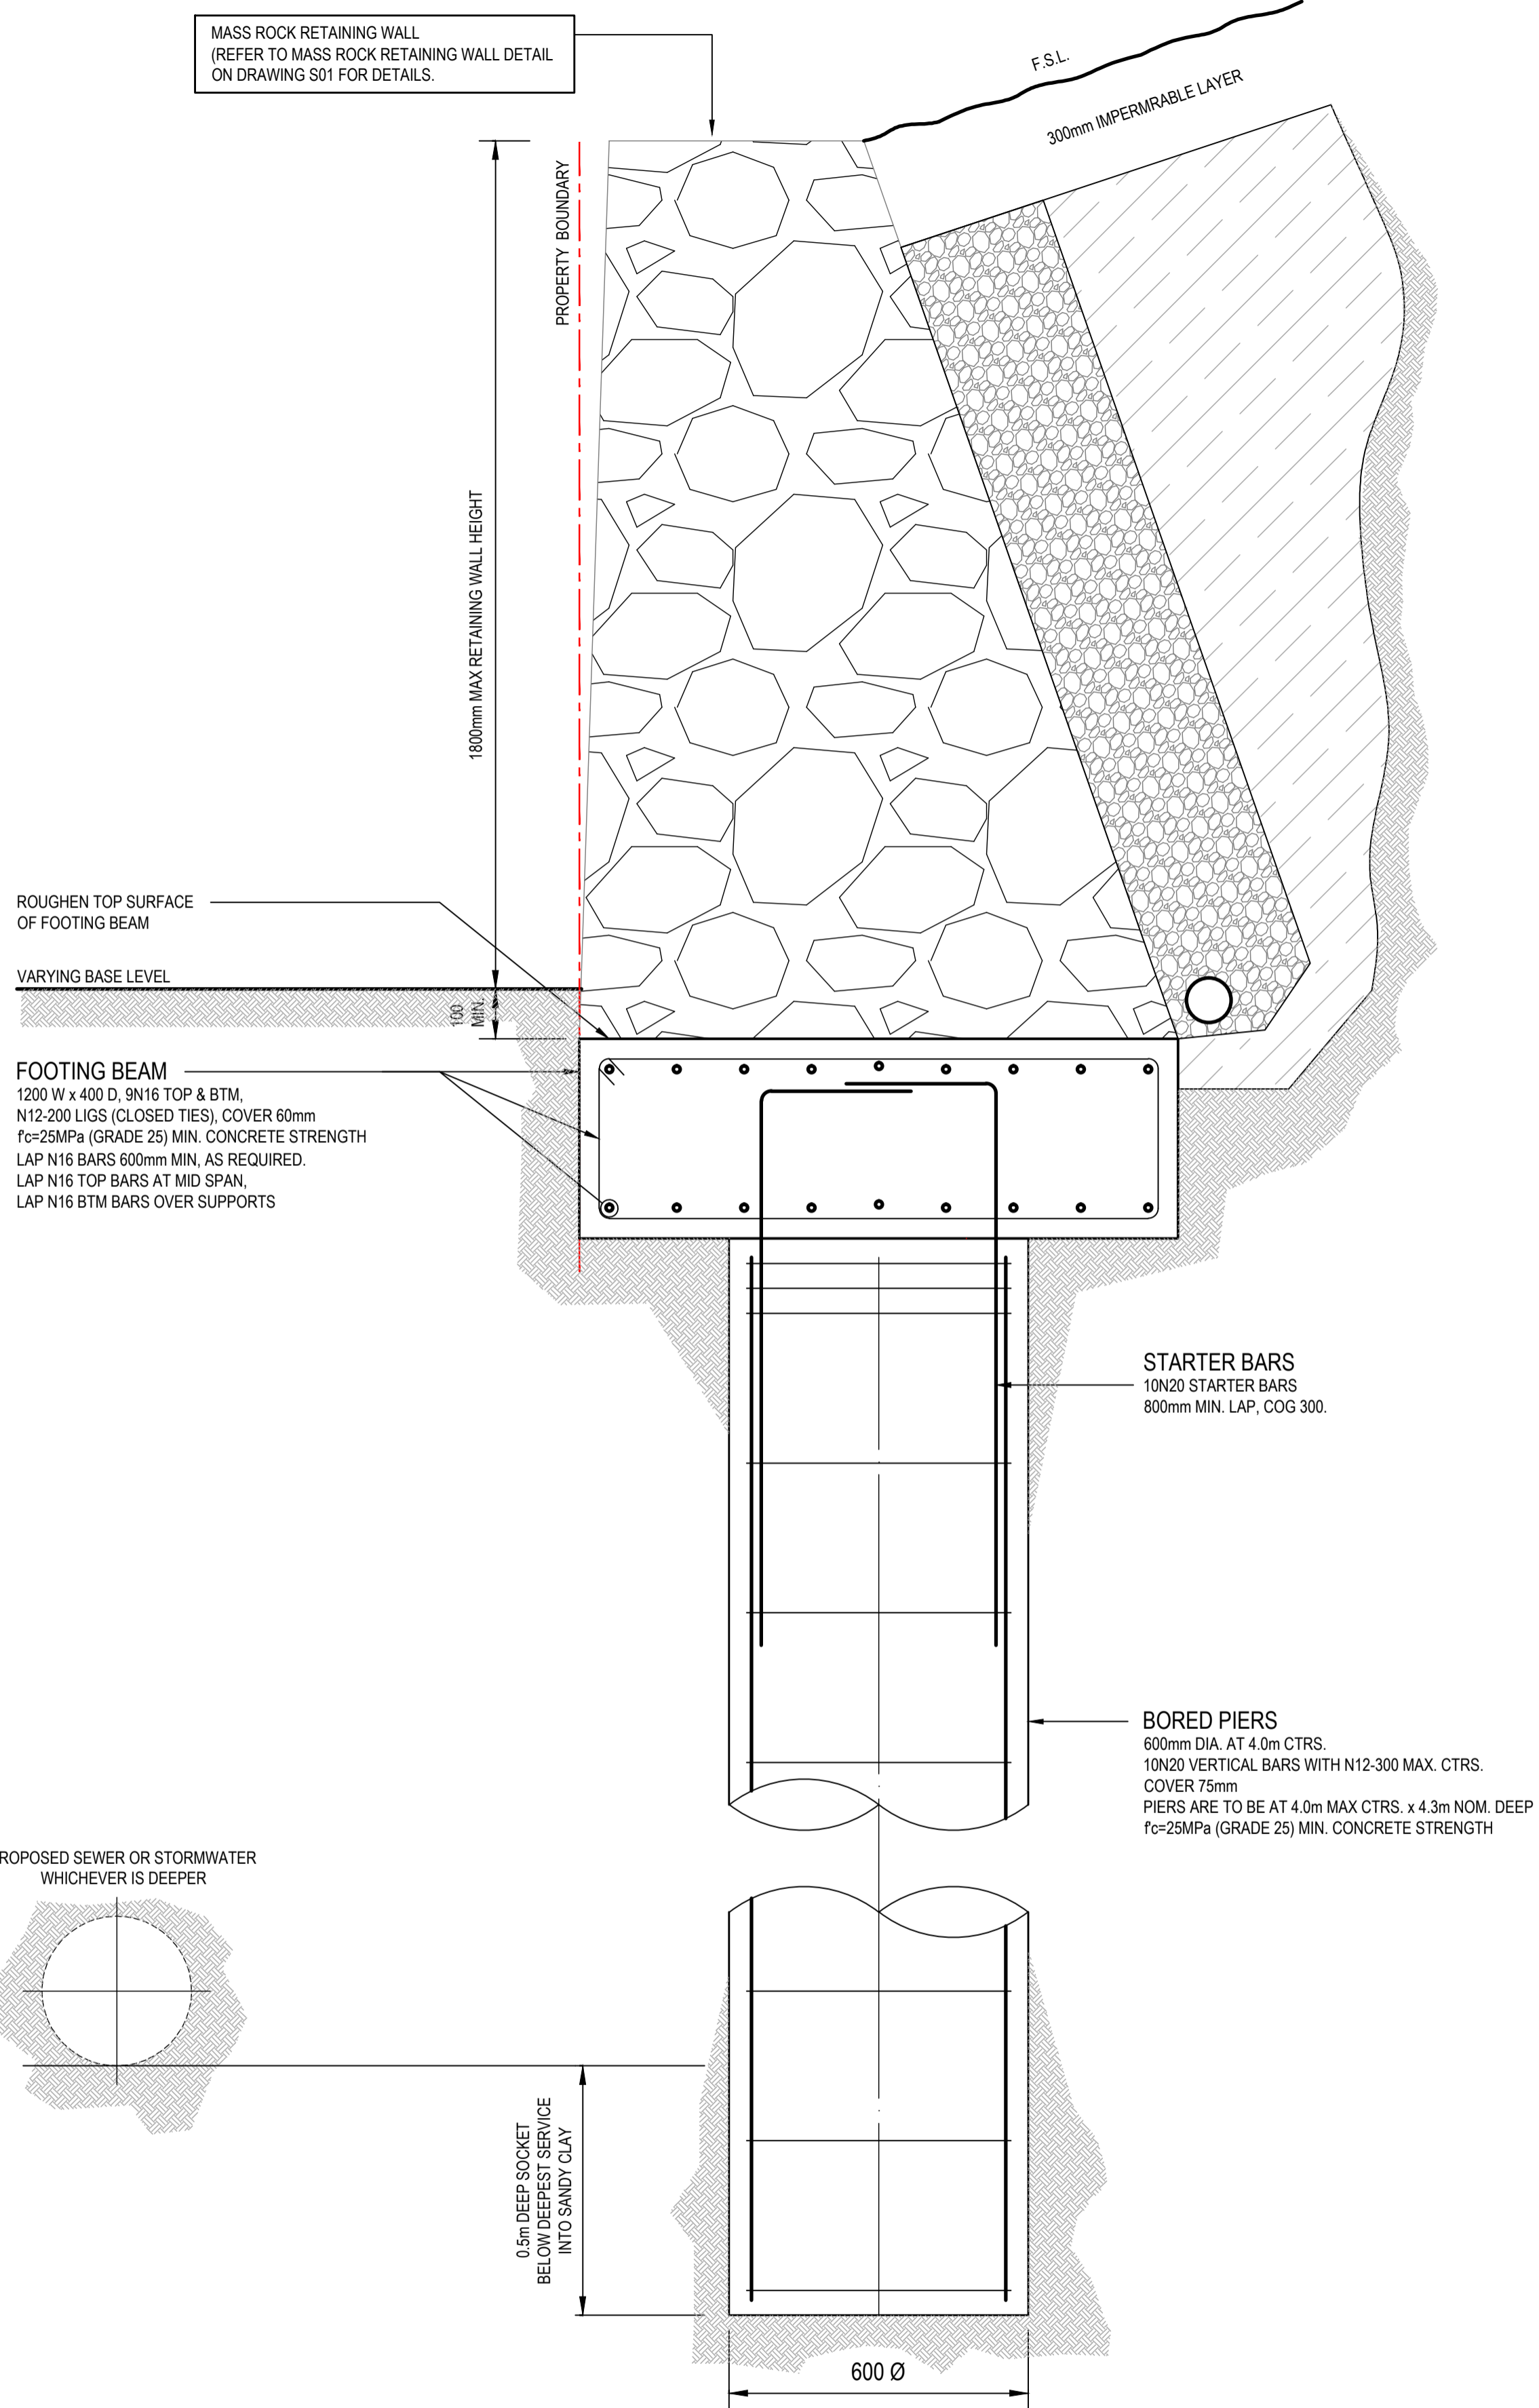 MASS ROCK RETAINING WALL
(REFER TO MASS ROCK RETAINING WALL DETAIL
ON DRAWING S01 FOR DETAILS.
F.S.L.
300mm IMPERMRABLE LAYER
PROPERTY BOUNDARY
1800mm MAX RETAINING WALL HEIGHT
ROUGHEN TOP SURFACE
OF FOOTING BEAM
VARYING BASE LEVEL
100
MIN.
FOOTING BEAM
1200 W x 400 D, 9N16 TOP & BTM,
N12-200 LIGS (CLOSED TIES), COVER 60mm
f'c=25MPa (GRADE 25) MIN. CONCRETE STRENGTH
LAP N16 BARS 600mm MIN, AS REQUIRED.
LAP N16 TOP BARS AT MID SPAN,
LAP N16 BTM BARS OVER SUPPORTS
STARTER BARS
10N20 STARTER BARS
800mm MIN. LAP, COG 300.
BORED PIERS
600mm DIA. AT 4.0m CTRS.
10N20 VERTICAL BARS WITH N12-300 MAX. CTRS.
COVER 75mm
PIERS ARE TO BE AT 4.0m MAX CTRS. x 4.3m NOM. DEEP
f'c=25MPa (GRADE 25) MIN. CONCRETE STRENGTH
ROPOSED SEWER OR STORMWATER
WHICHEVER IS DEEPER
0.5m DEEP SOCKET
BELOW DEEPEST SERVICE
INTO SANDY CLAY
600 Ø